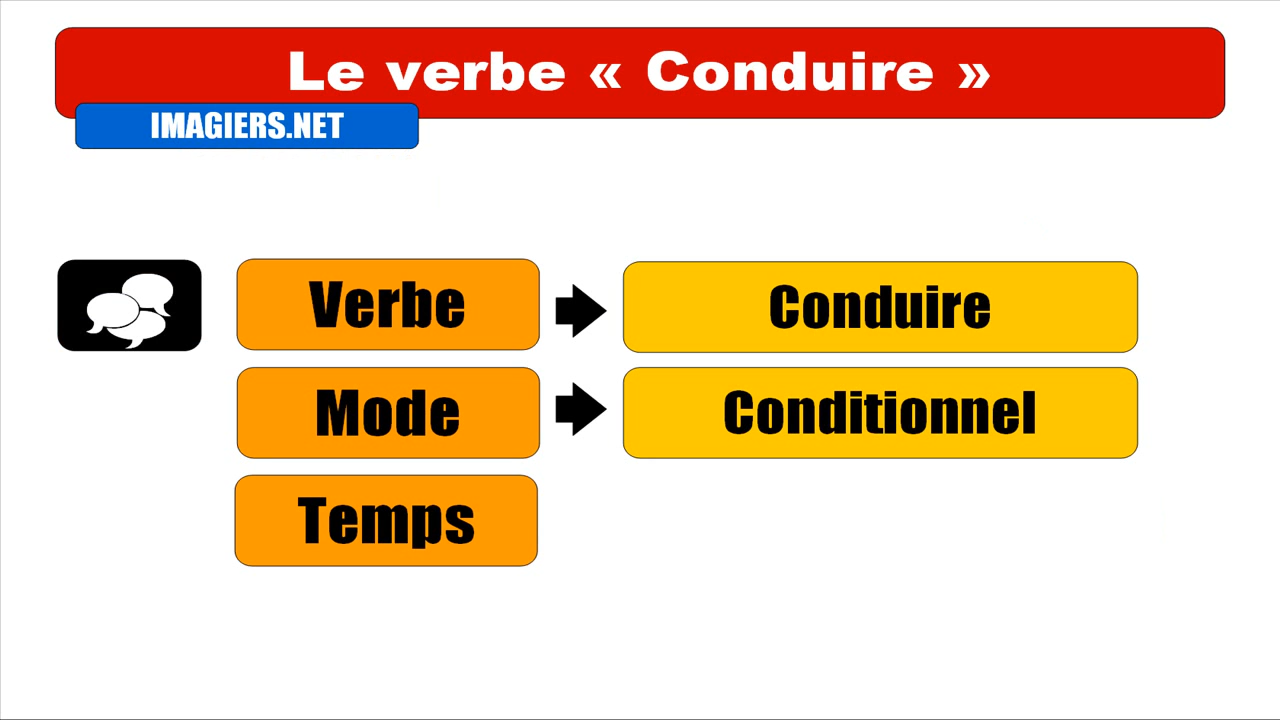 Le verbe « Conduire »
IMAGIERS.NET
Verbe
Conduire
Mode
Conditionnel
Temps